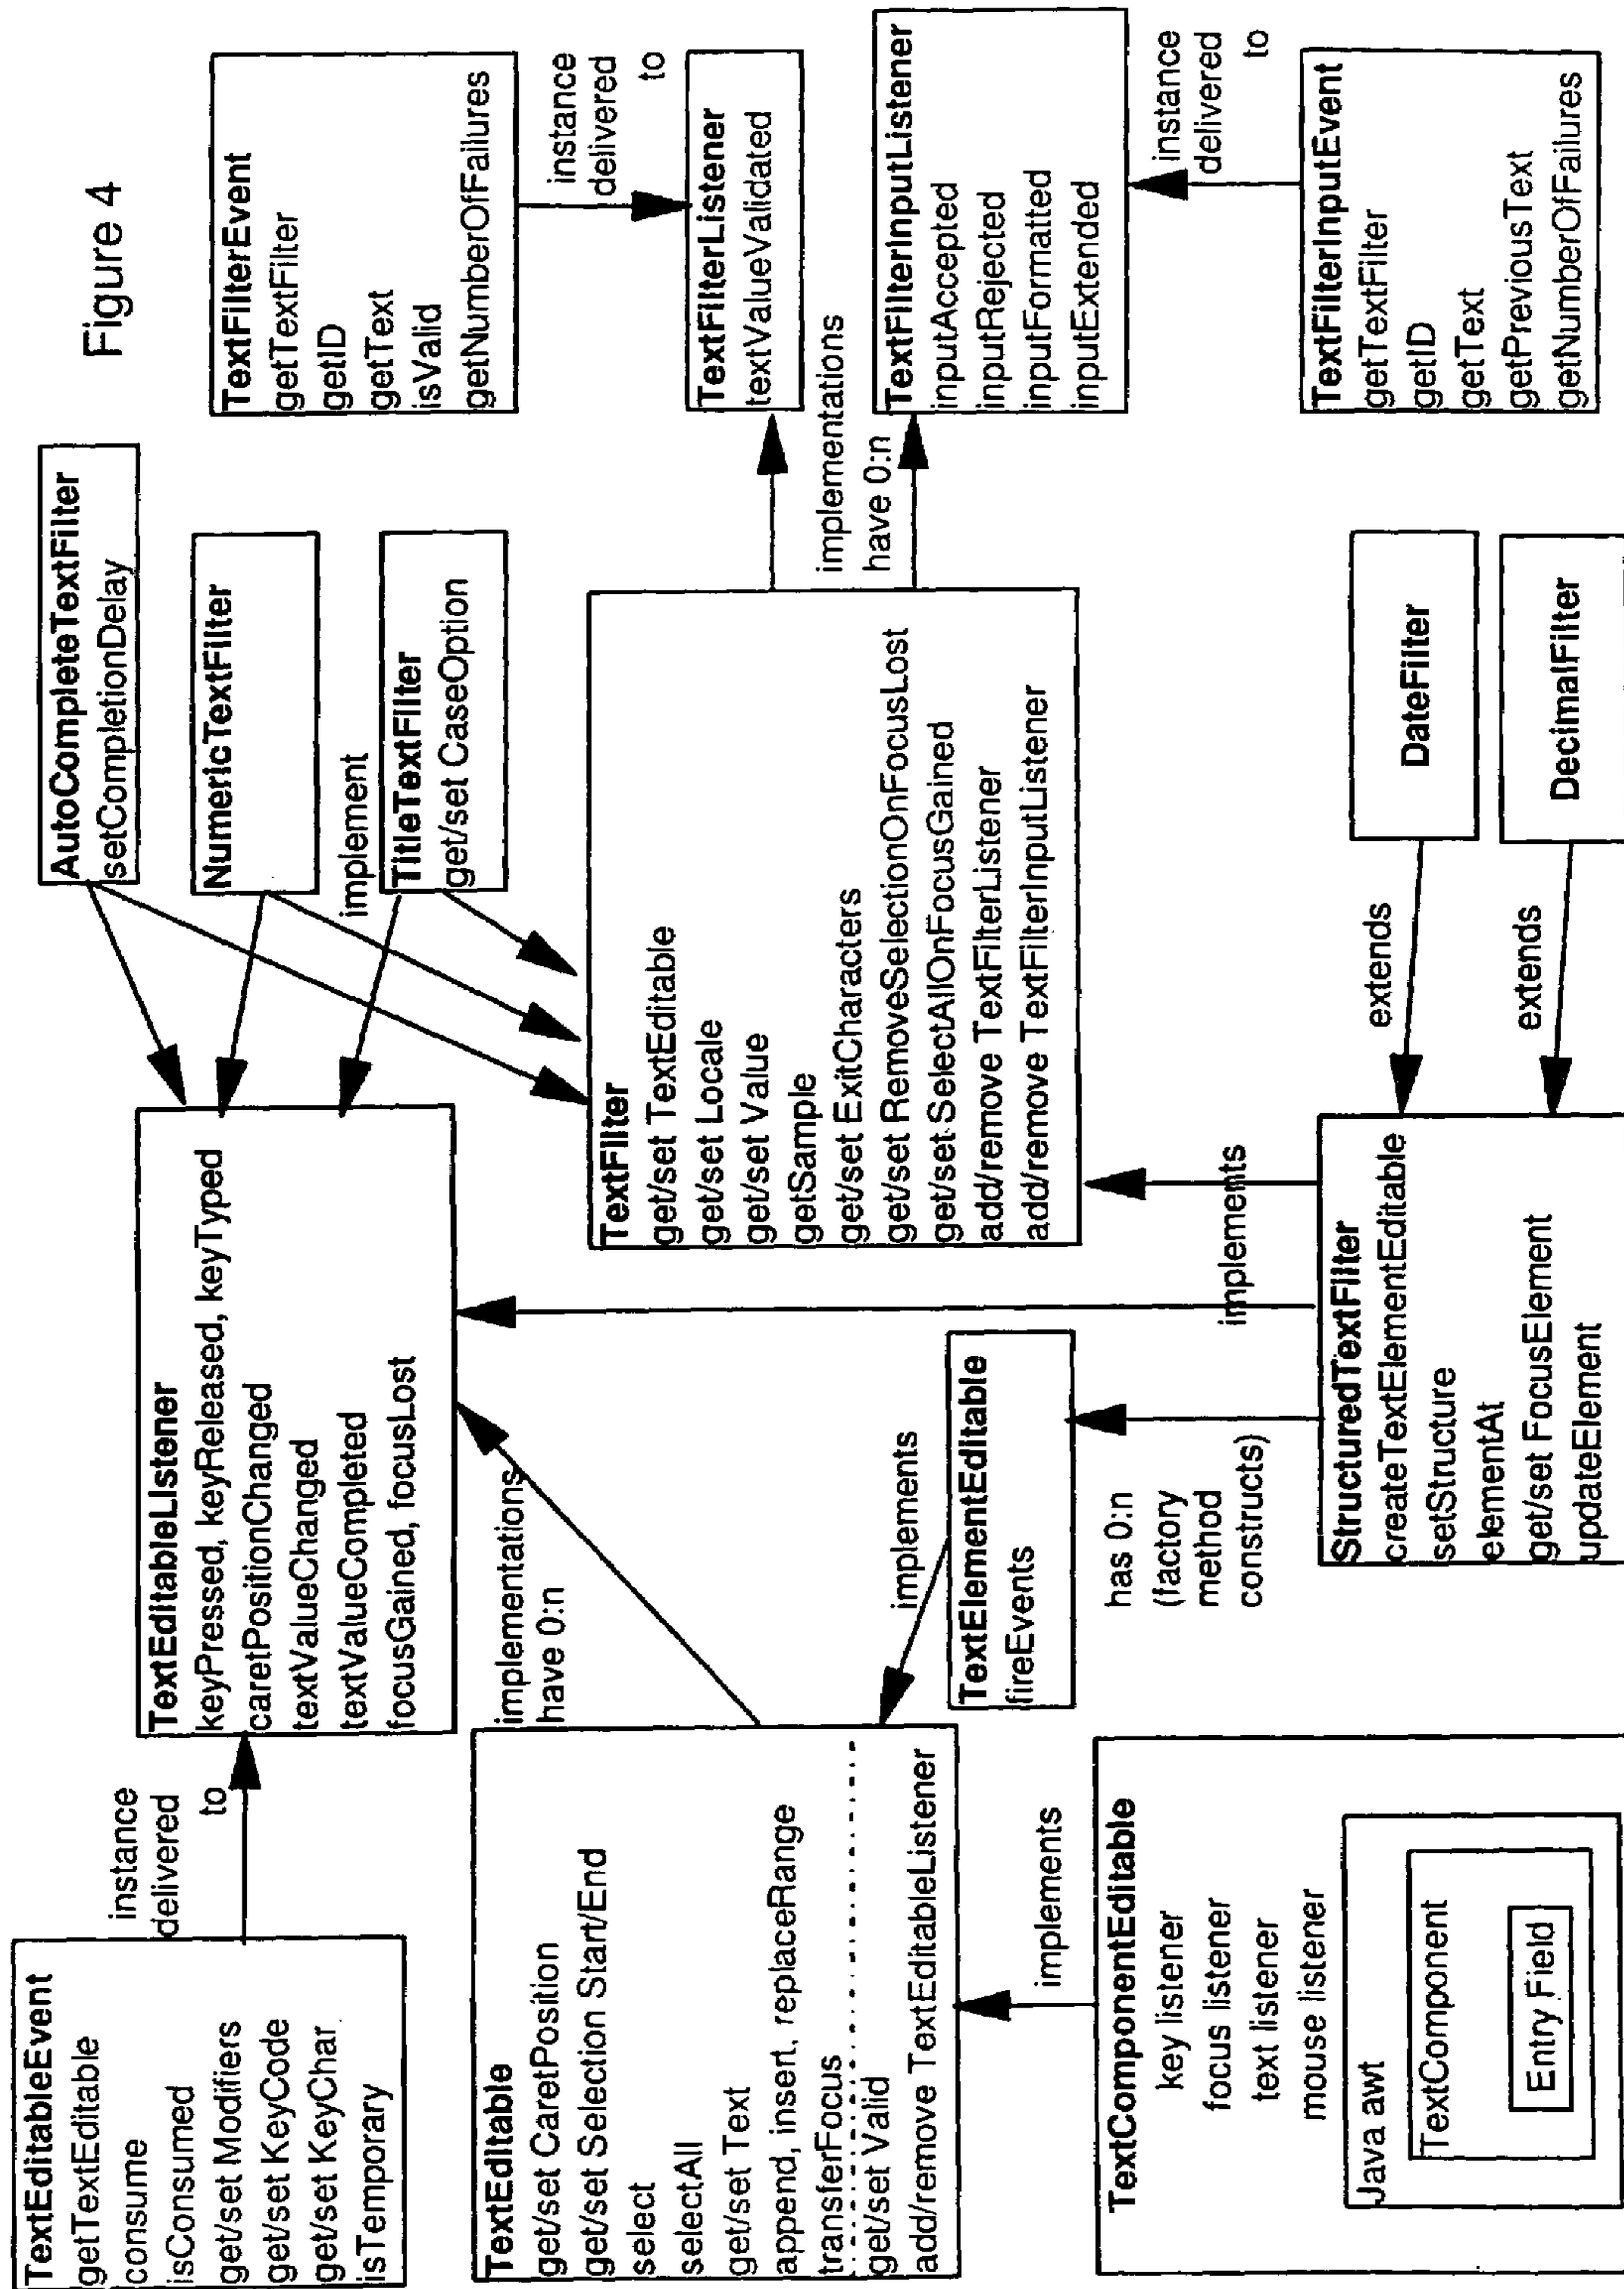 Figure 4
TextEditableEvent
getTextEditable
consume
isConsumed
get/set Modifiers
get/set KeyCode
get/set KeyChar
isTemporary
instance
delivered
to
TextEditableListener
keyPressed, keyReleased, keyTyped
caretPositionChanged
textValueChanged
textValueCompleted
focusGained, focusLost
AutoCompleteTextFilter
setCompletionDelay
NumericTextFilter
implement
TitleTextFilter
get/set CaseOption
TextFilterEvent
getTextFilter
getID
getText
isValid
getNumberOfFailures
instance
delivered
to
TextFilterListener
textValueValidated
implementations
have 0:n
TextFilterInputListener
inputAccepted
inputRejected
inputFormatted
inputExtended
instance
delivered
to
TextFilterInputEvent
getTextFilter
getID
getText
getPreviousText
getNumberOfFailures
TextEditable
get/set CaretPosition
get/set Selection Start/End
select
selectAll
get/set Text
append, insert, replaceRange
transferFocus
get/set Valid
add/remove TextEditableListener
implementations
have 0:n
TextFilter
get/set TextEditable
get/set Locale
get/set Value
getSample
get/set ExitCharacters
get/set RemoveSelectionOnFocusLost
get/set SelectAllOnFocusGained
add/remove TextFilterListener
add/remove TextFilterInputListener
implements
TextElementEditable
fireEvents
has 0:n
(factory
method
constructs)
implements
implements
TextComponentEditable
key listener
focus listener
text listener
mouse listener
Java awt
TextComponent
Entry Field
StructuredTextFilter
createTextElementEditable
setStructure
elementAt
get/set FocusElement
updateElement
extends
DateFilter
extends
DecimalFilter